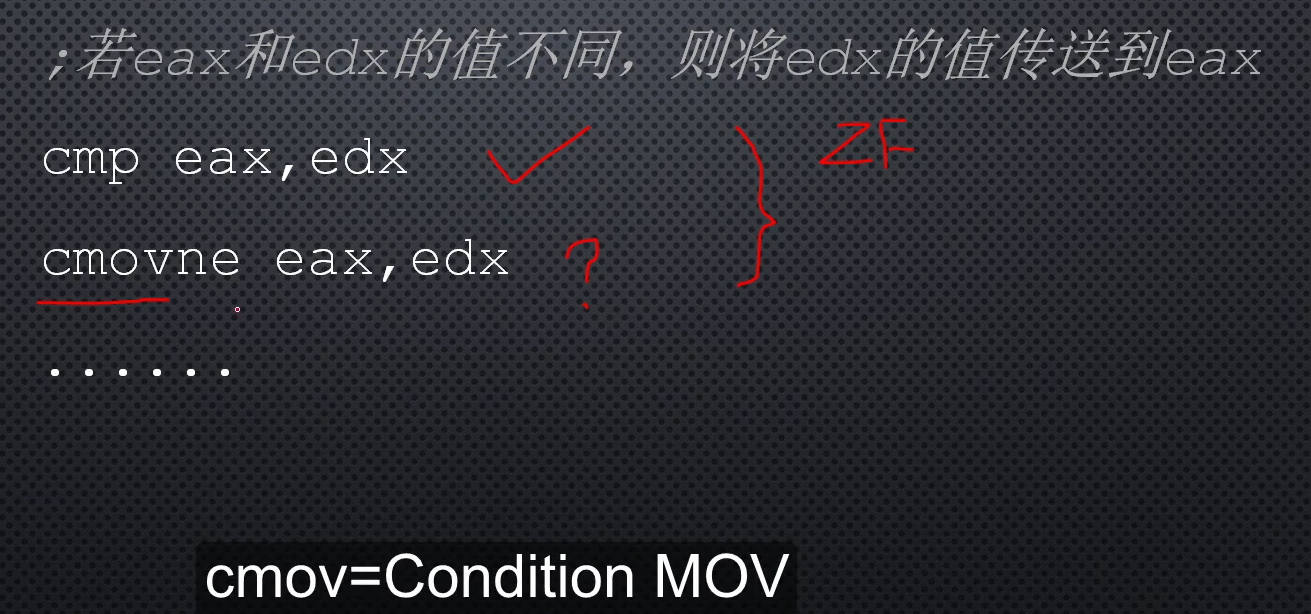 ;若eax和edx的值不同，则将edx的值传送到eax
cmp eax,edx
ZF
cmovne eax,edx ?
......
cmov=Condition MOV